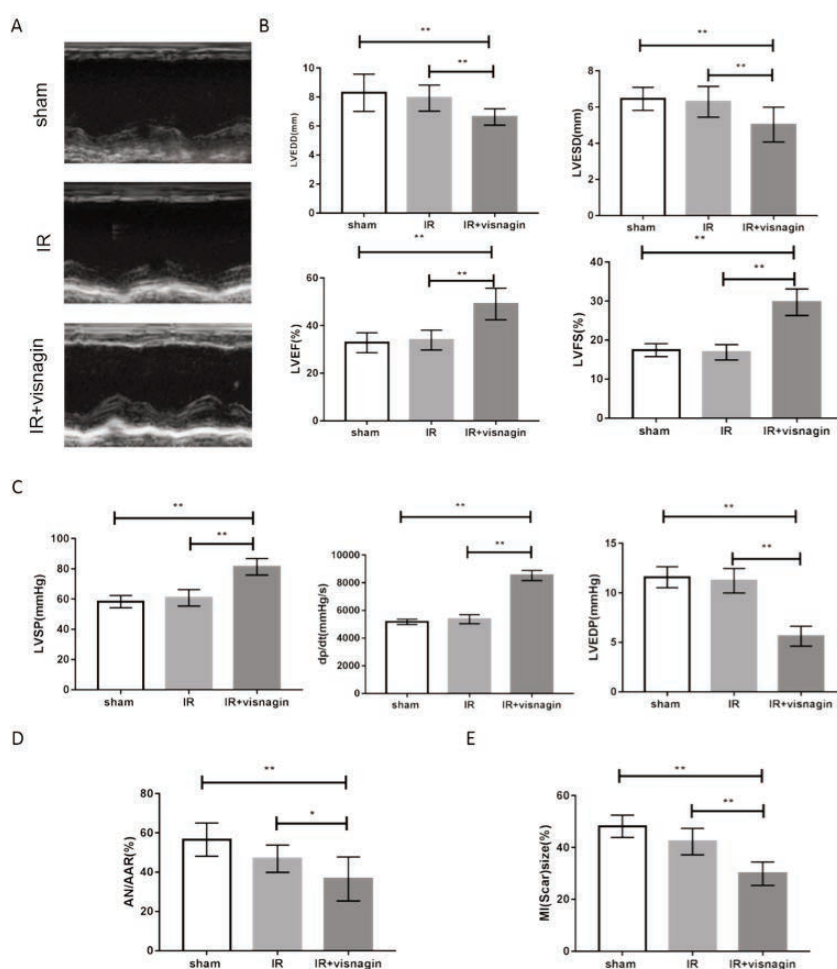 A
sham
IR
IR+visnagin
B
**
**
LVEDD(mm)
10
8
6
4
2
0
sham IR IR+visnagin
**
**
LVESD(mm)
8
6
4
2
0
sham IR IR+visnagin
**
**
LVEF(%)
60
40
20
0
sham IR IR+visnagin
**
**
LVFS(%)
40
30
20
10
0
sham IR IR+visnagin
C
**
**
LVSP(mmHg)
100
80
60
40
20
0
sham IR IR+visnagin
**
**
dp/dt(mmHg/s)
10000
8000
6000
4000
2000
0
sham IR IR+visnagin
**
**
LVEDP(mmHg)
15
10
5
0
sham IR IR+visnagin
D
**
*
AN/AAR(%)
80
60
40
20
0
sham IR IR+visnagin
E
**
**
MI(Scar)size(%)
60
40
20
0
sham IR IR+visnagin